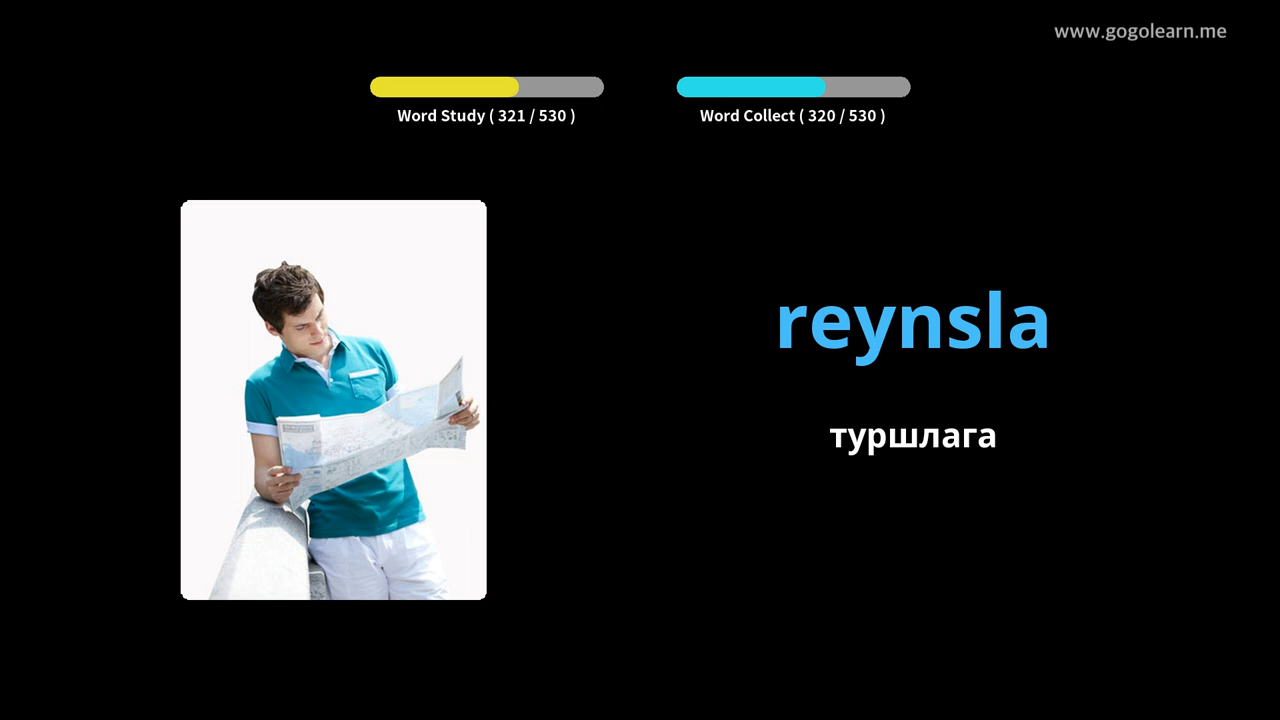 www.gogolearn.me
Word Study ( 321 / 530 )
Word Collect ( 320 / 530 )
reynsla
туршлага